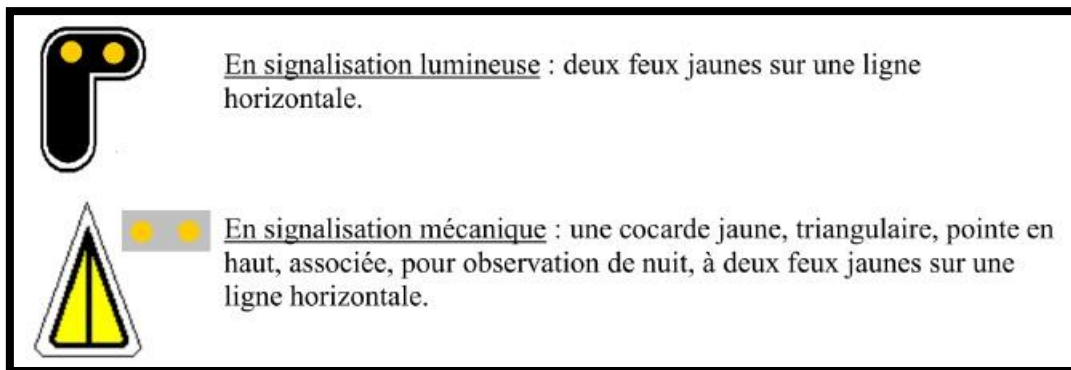 En signalisation lumineuse : deux feux jaunes sur une ligne
horizontale.
En signalisation mécanique : une cocarde jaune, triangulaire, pointe en
haut, associée, pour observation de nuit, à deux feux jaunes sur une
ligne horizontale.